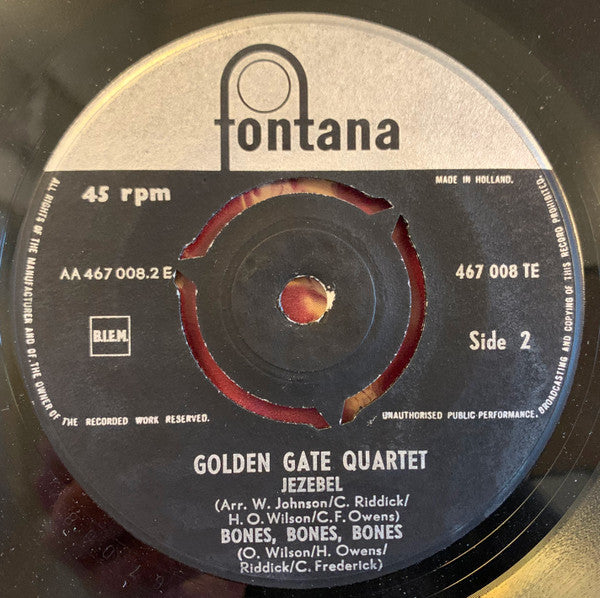 fontana
45 rpm
MADE IN HOLLAND.
AA 467 008.2 E
467 008 TE
B.I.E.M.
Side 2
ALL RIGHTS OF THE MANUFACTURER AND OF THE OWNER OF THE RECORDED WORK RESERVED.
UNAUTHORISED PUBLIC PERFORMANCE, BROADCASTING AND COPYING OF THIS RECORD PROHIBITED.
GOLDEN GATE QUARTET
JEZEBEL
(Arr. W. Johnson/C. Riddick/
H. O. Wilson/C. F. Owens)
BONES, BONES, BONES
(O. Wilson/H. Owens/
Riddick/C. Frederick)